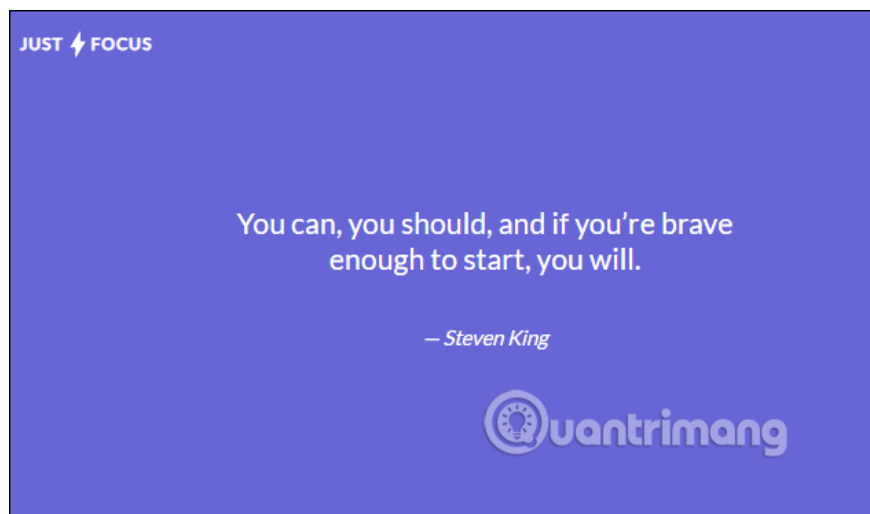 JUST FOCUS
You can, you should, and if you’re brave
enough to start, you will.
— Steven King
Quantrimang